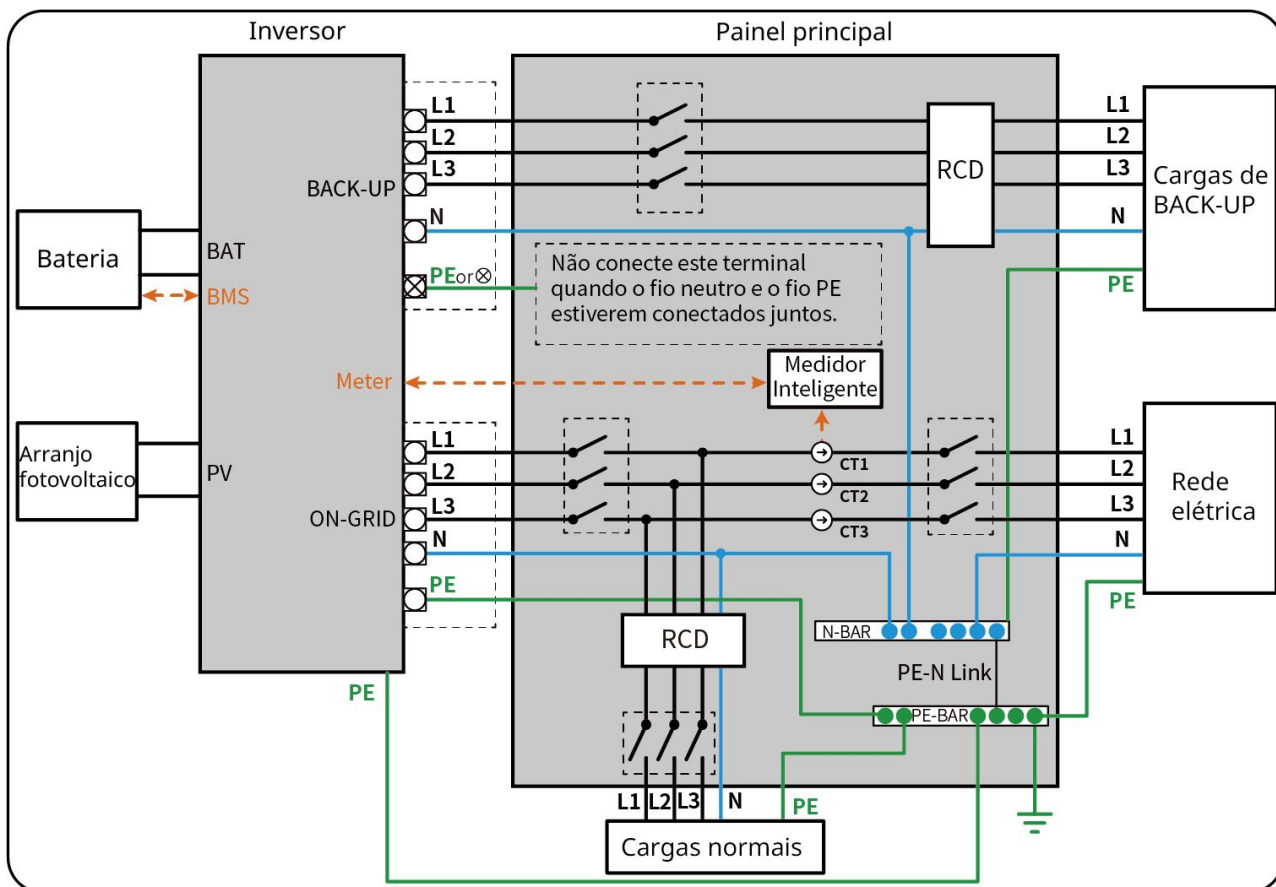 Inversor
Painel principal
L1
L2
L3
BACK-UP
N
PEor⊗
RCD
L1
L2
L3
N
PE
Cargas de
BACK-UP
Bateria
BAT
BMS
Não conecte este terminal
quando o fio neutro e o fio PE
estiverem conectados juntos.
Meter
Medidor
Inteligente
Arranjo
fotovoltaico
PV
ON-GRID
L1
L2
L3
N
PE
CT1
CT2
CT3
L1
L2
L3
N
PE
Rede
elétrica
RCD
N-BAR
PE-N Link
PE-BAR
PE
L1
L2
L3
N
PE
Cargas normais